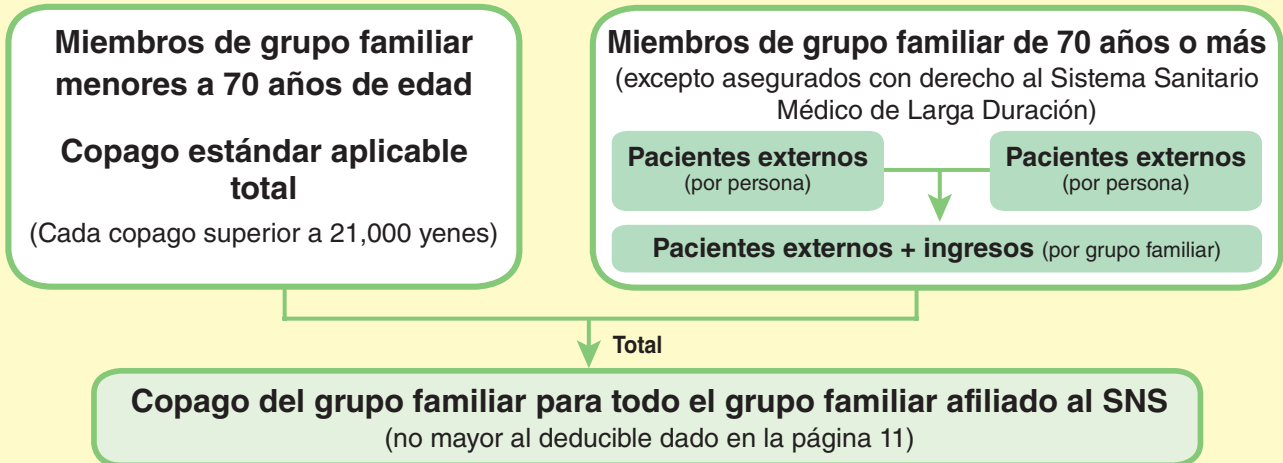 Miembros de grupo familiar
menores a 70 años de edad
Copago estándar aplicable
total
(Cada copago superior a 21,000 yenes)
Miembros de grupo familiar de 70 años o más
(excepto asegurados con derecho al Sistema Sanitario
Médico de Larga Duración)
Pacientes externos
(por persona)
Pacientes externos
(por persona)
Pacientes externos + ingresos (por grupo familiar)
Total
Copago del grupo familiar para todo el grupo familiar afiliado al SNS
(no mayor al deducible dado en la página 11)